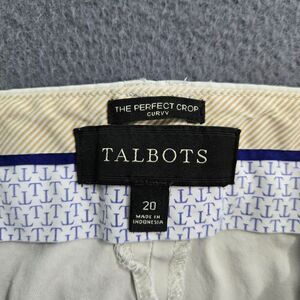 THE PERFECT CROP
CURVY
TALBOTS
20
MADE IN
INDONESIA